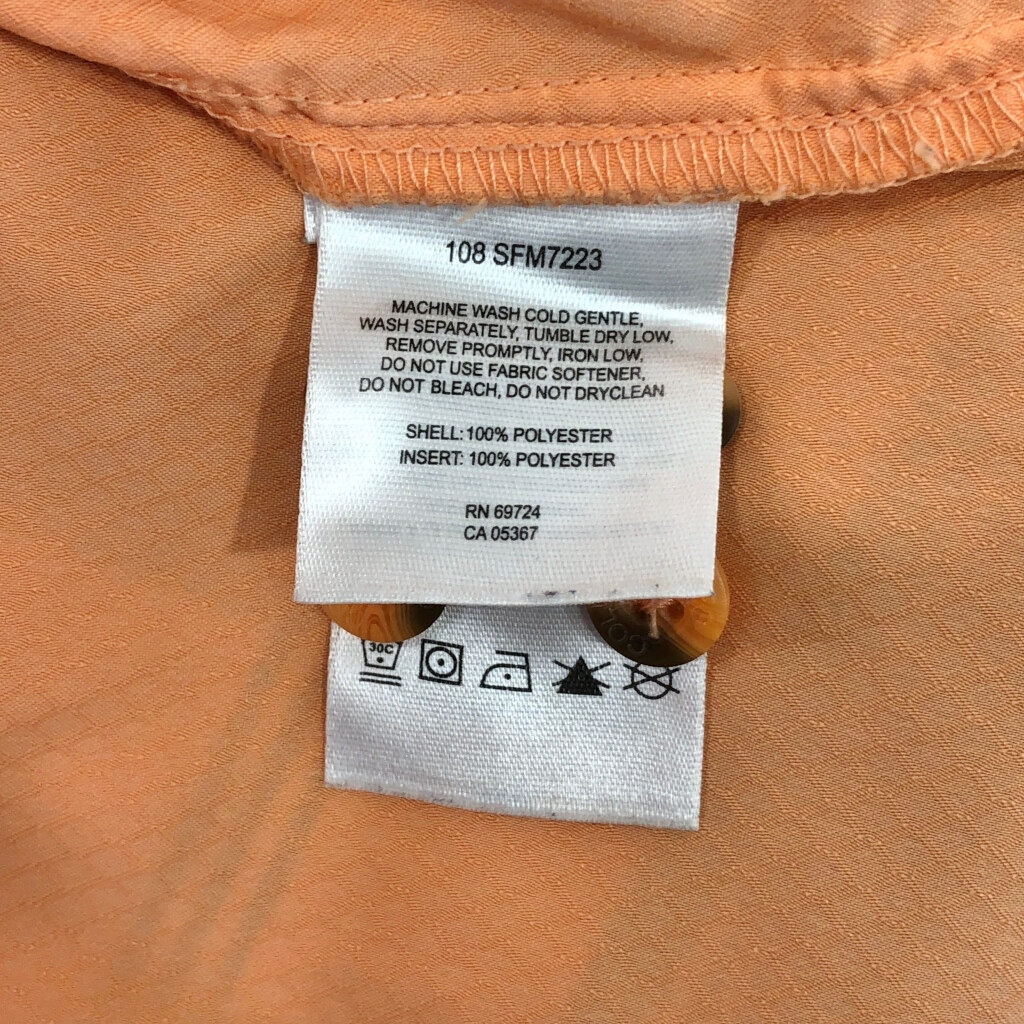 108 SFM7223
MACHINE WASH COLD GENTLE,
WASH SEPARATELY, TUMBLE DRY LOW,
REMOVE PROMPTLY, IRON LOW,
DO NOT USE FABRIC SOFTENER,
DO NOT BLEACH, DO NOT DRYCLEAN
SHELL: 100% POLYESTER
INSERT: 100% POLYESTER
RN 69724
CA 05367
30C